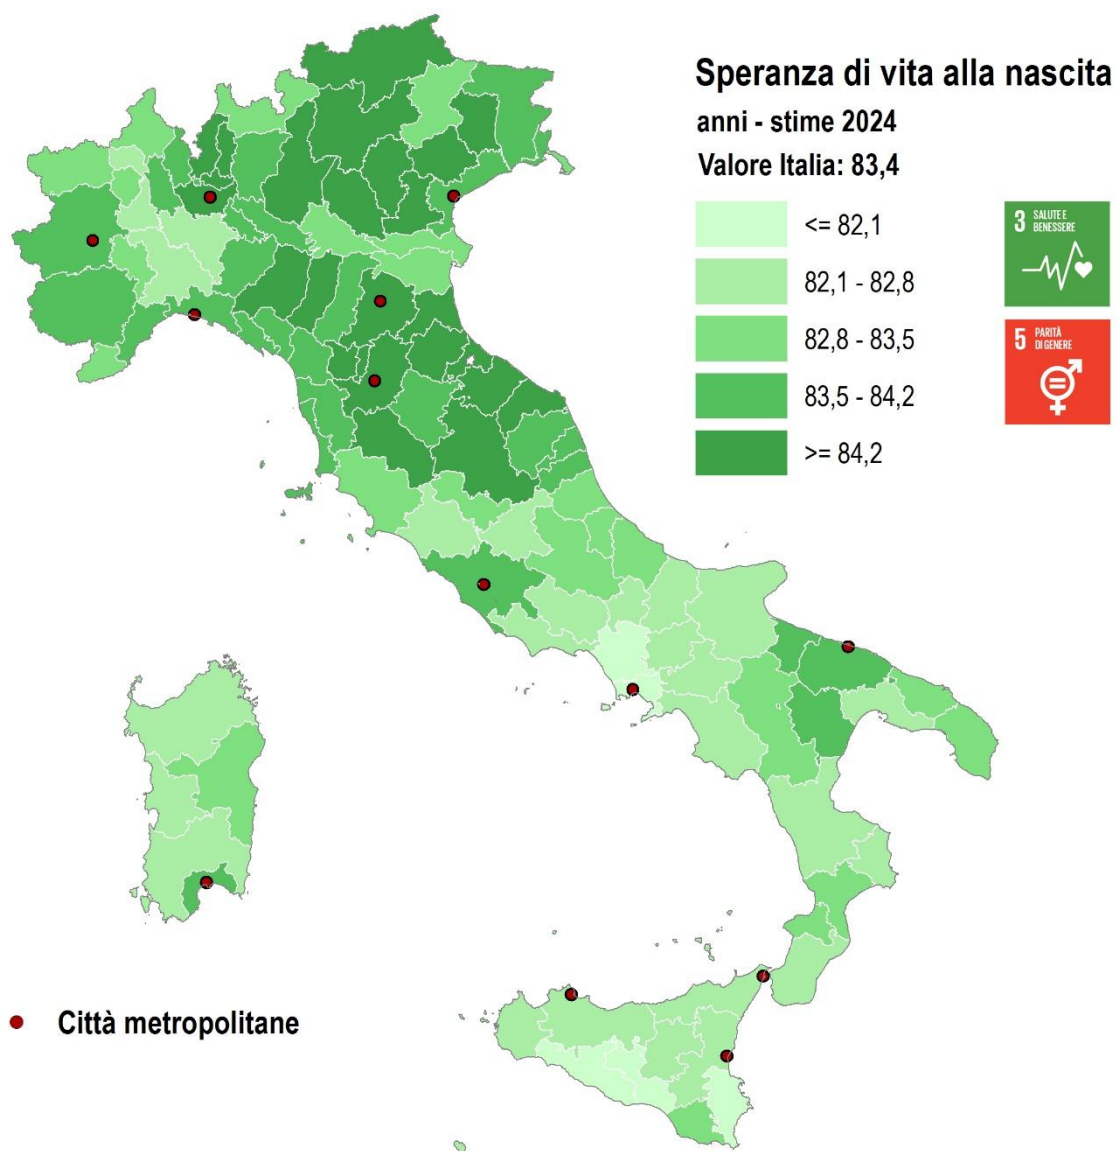 Speranza di vita alla nascita
anni - stime 2024
Valore Italia: 83,4
<= 82,1
82,1 - 82,8
82,8 - 83,5
83,5 - 84,2
>= 84,2
3 SALUTE E
BENESSERE
5 PARITÀ
DI GENERE
Città metropolitane